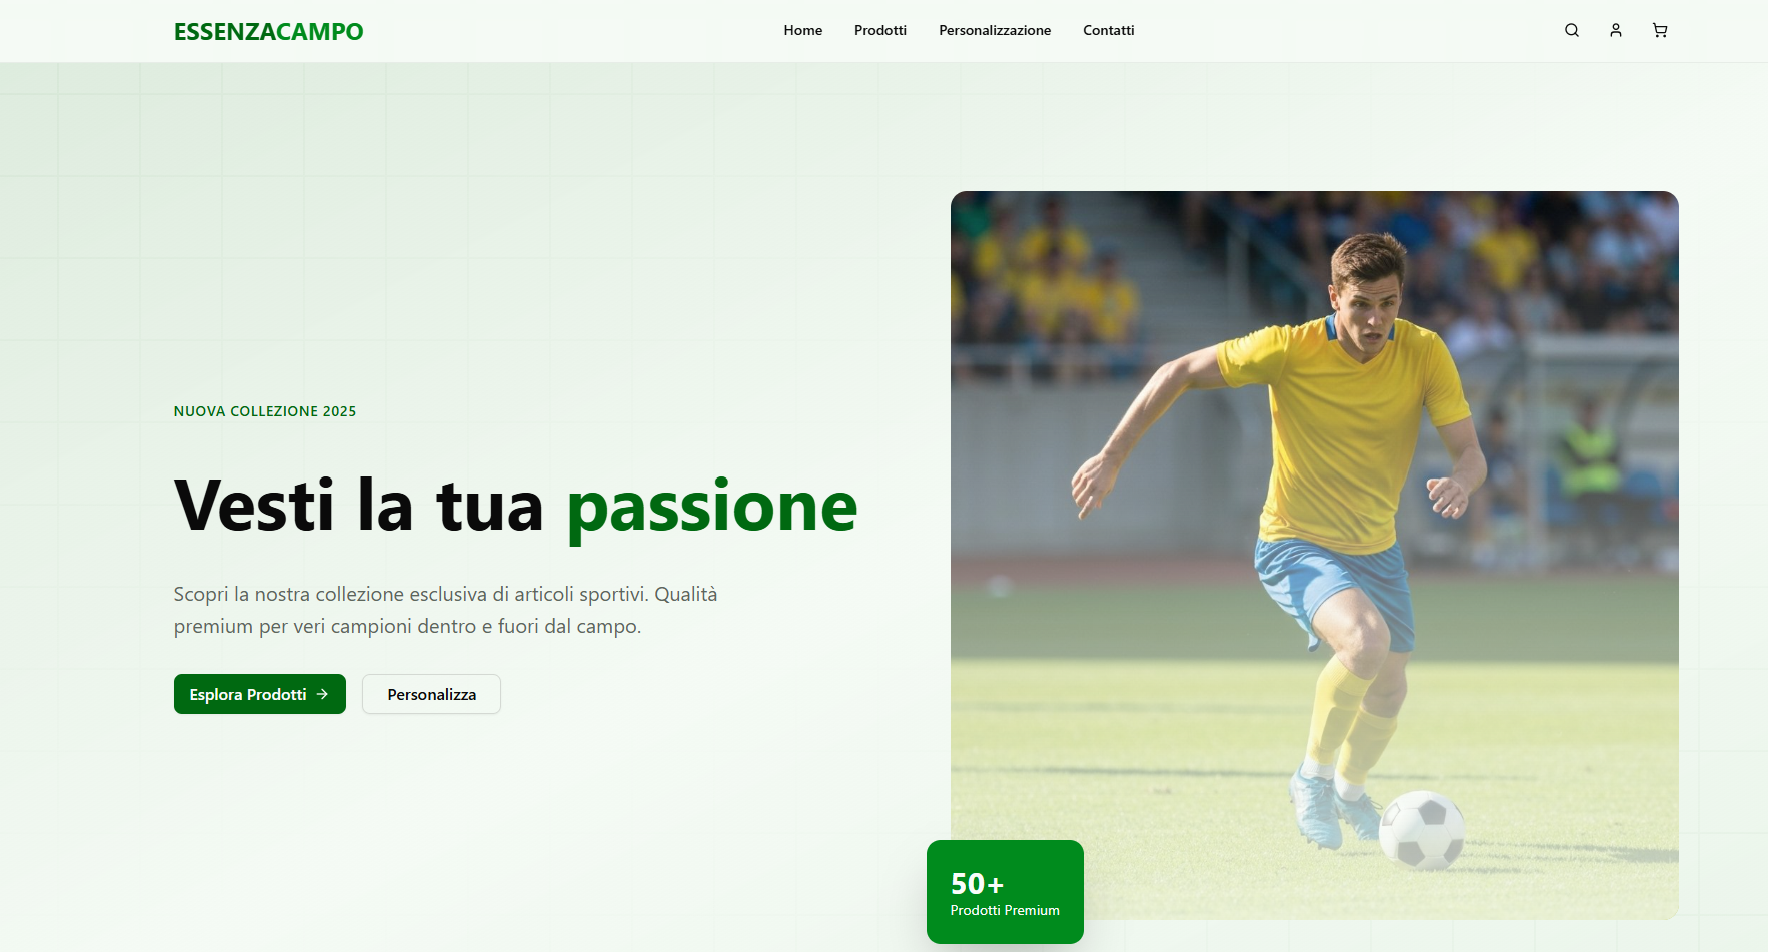 ESSENZACAMPO
Home
Prodotti
Personalizzazione
Contatti
NUOVA COLLEZIONE 2025
Vesti la tua passione
Scopri la nostra collezione esclusiva di articoli sportivi. Qualità
premium per veri campioni dentro e fuori dal campo.
Esplora Prodotti
Personalizza
50+
Prodotti Premium